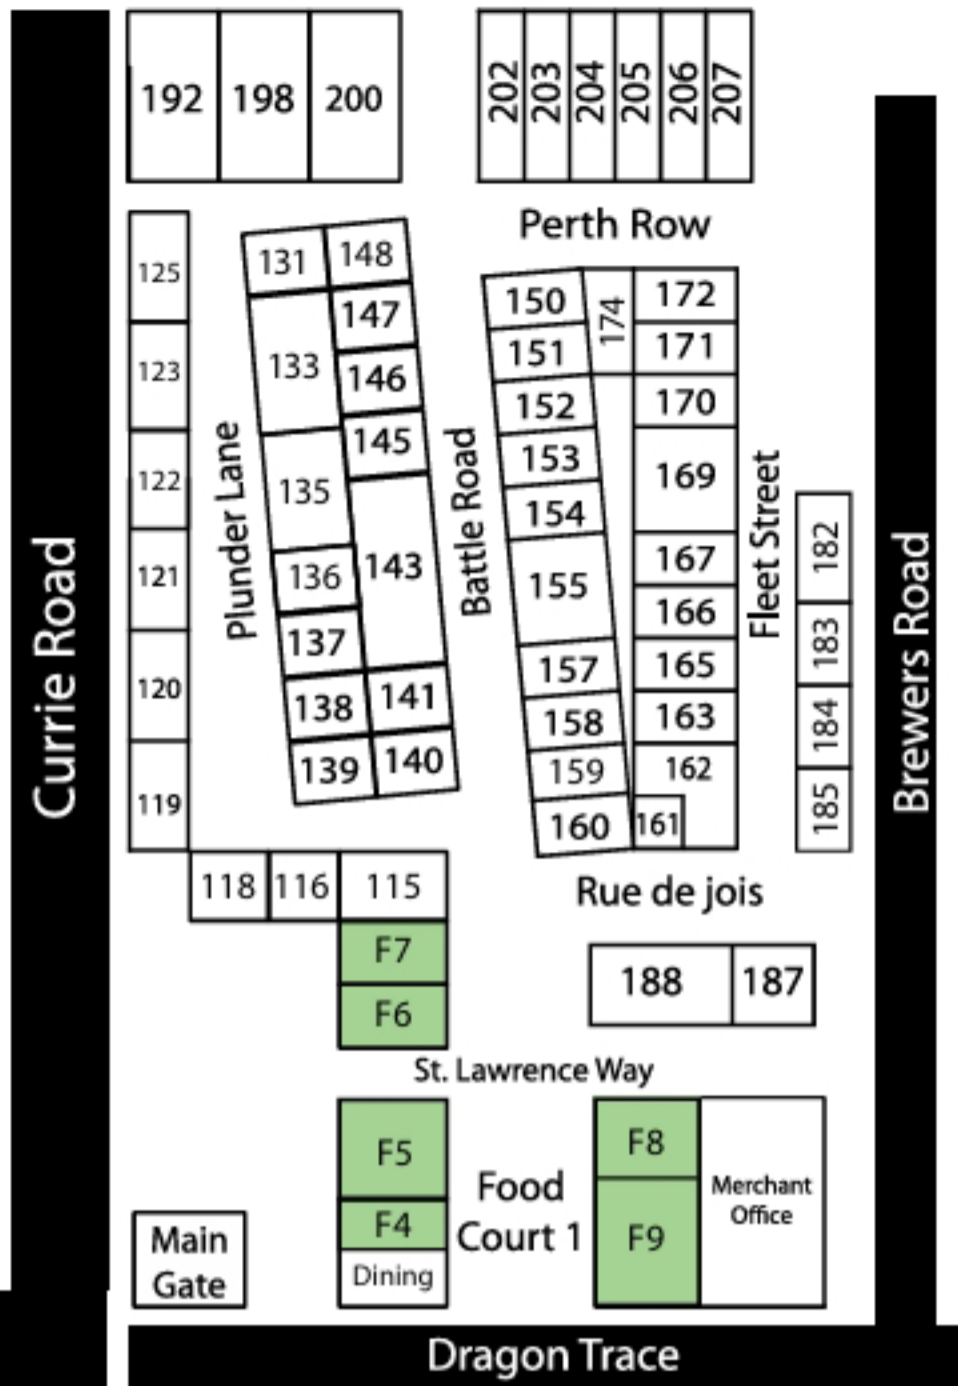 192 198 200
202 203 204 205 206 207
Perth Row
125
123
122
121
120
119
131 148
133
147
146
145
135
143
136
137
138 141
139 140
Plunder Lane
Battle Road
150
151
152
153
154
155
157
158
159
160
174
172
171
170
169
167
166
165
163
162
161
Fleet Street
182
183
184
185
Currie Road
Brewers Road
118 116 115
F7
F6
Rue de jois
188 187
St. Lawrence Way
F5
F4
Dining
Food
Court 1
F8
F9
Merchant
Office
Main
Gate
Dragon Trace